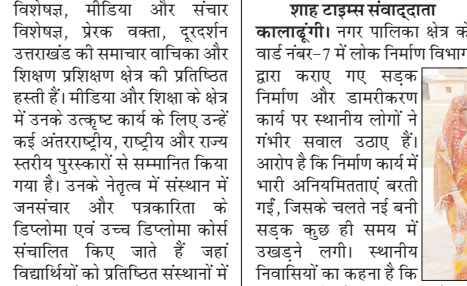 विशेषज्ञ, मीडिया और संचार
विशेषज्ञ, प्रेरक वक्ता, दूरदर्शन
उत्तराखंड की समाचार वाचिका और
शिक्षण प्रशिक्षण क्षेत्र की प्रतिष्ठित
हस्ती हैं। मीडिया और शिक्षा के क्षेत्र
में उनके उत्कृष्ट कार्य के लिए उन्हें
कई अंतरराष्ट्रीय, राष्ट्रीय और राज्य
स्तरीय पुरस्कारों से सम्मानित किया
गया है। उनके नेतृत्व में संस्थान में
जनसंचार और पत्रकारिता के
डिप्लोमा एवं उच्च डिप्लोमा कोर्स
संचालित किए जाते हैं जहां
विद्यार्थियों को प्रतिष्ठित संस्थानों में
शाह टाइम्स संवाददाता
कालाढूंगी। नगर पालिका क्षेत्र के
वार्ड नंबर-7 में लोक निर्माण विभाग
द्वारा कराए गए सड़क
निर्माण और डामरीकरण
कार्य पर स्थानीय लोगों ने
गंभीर सवाल उठाए हैं।
आरोप है कि निर्माण कार्य में
भारी अनियमितताएं बरती
गईं, जिसके चलते नई बनी
सड़क कुछ ही समय में
उखड़ने लगी। स्थानीय
निवासियों का कहना है कि